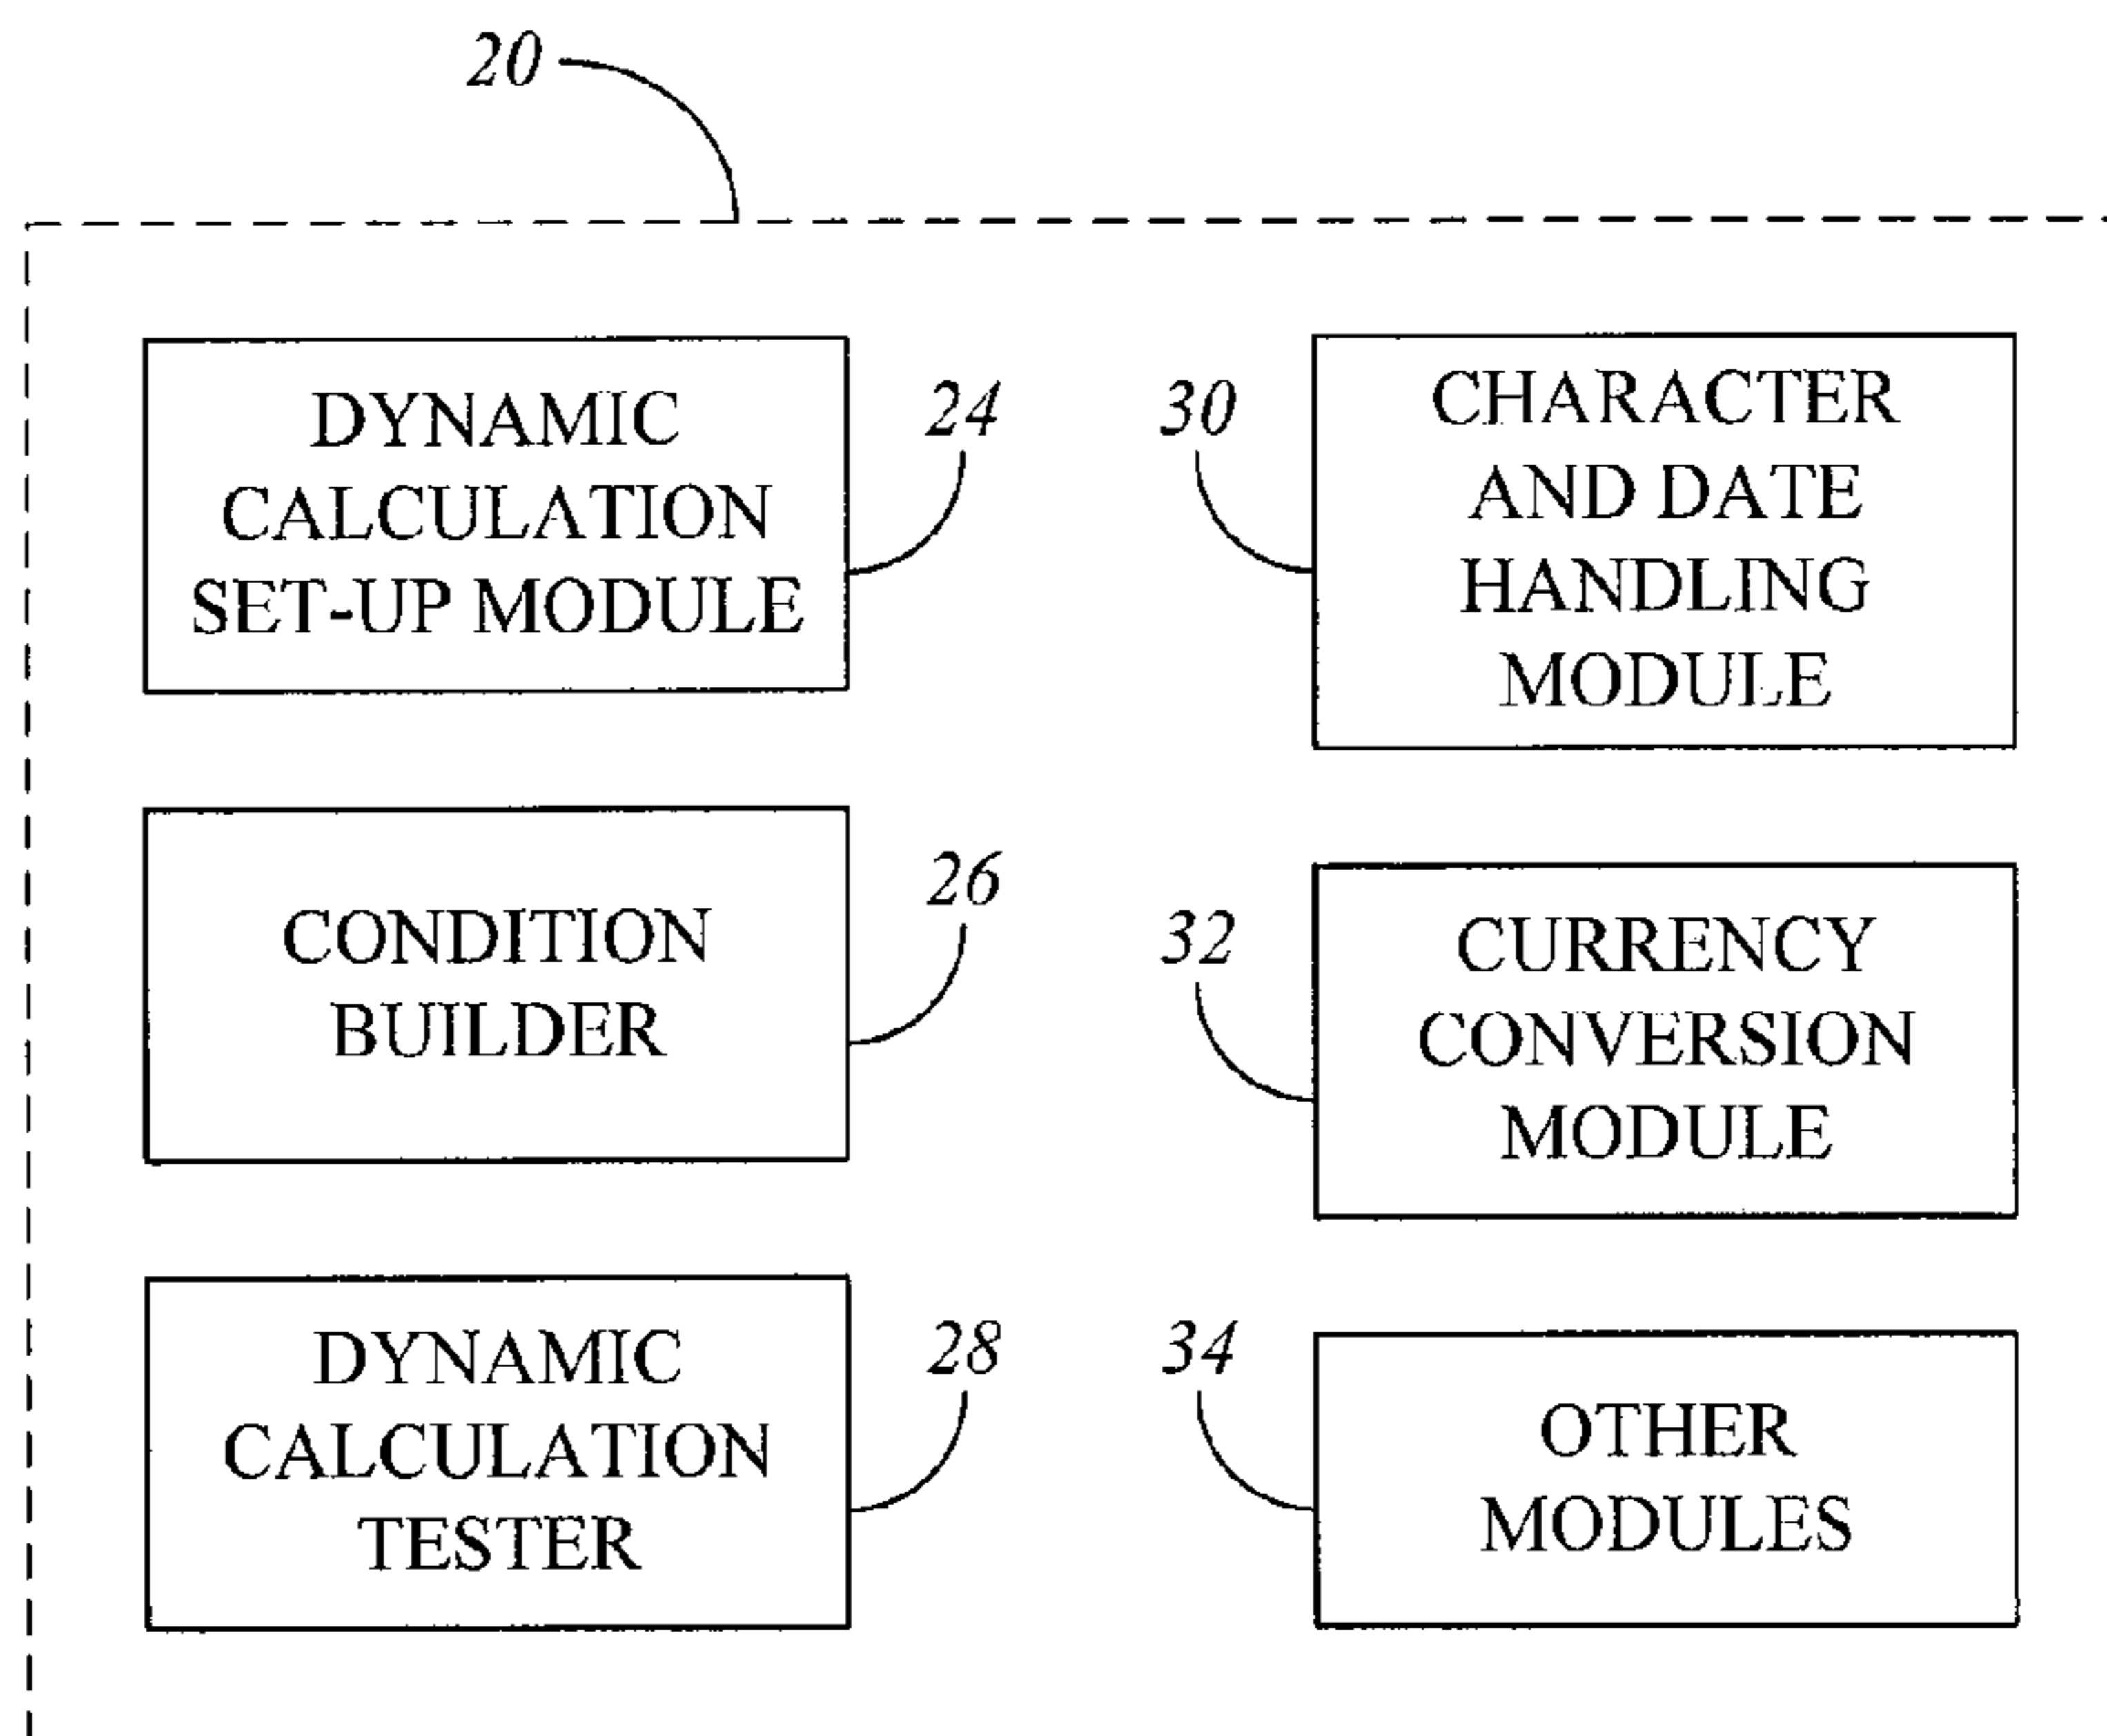 20
DYNAMIC
CALCULATION
SET-UP MODULE
24
CONDITION
BUILDER
26
DYNAMIC
CALCULATION
TESTER
28
30
CHARACTER
AND DATE
HANDLING
MODULE
32
CURRENCY
CONVERSION
MODULE
34
OTHER
MODULES